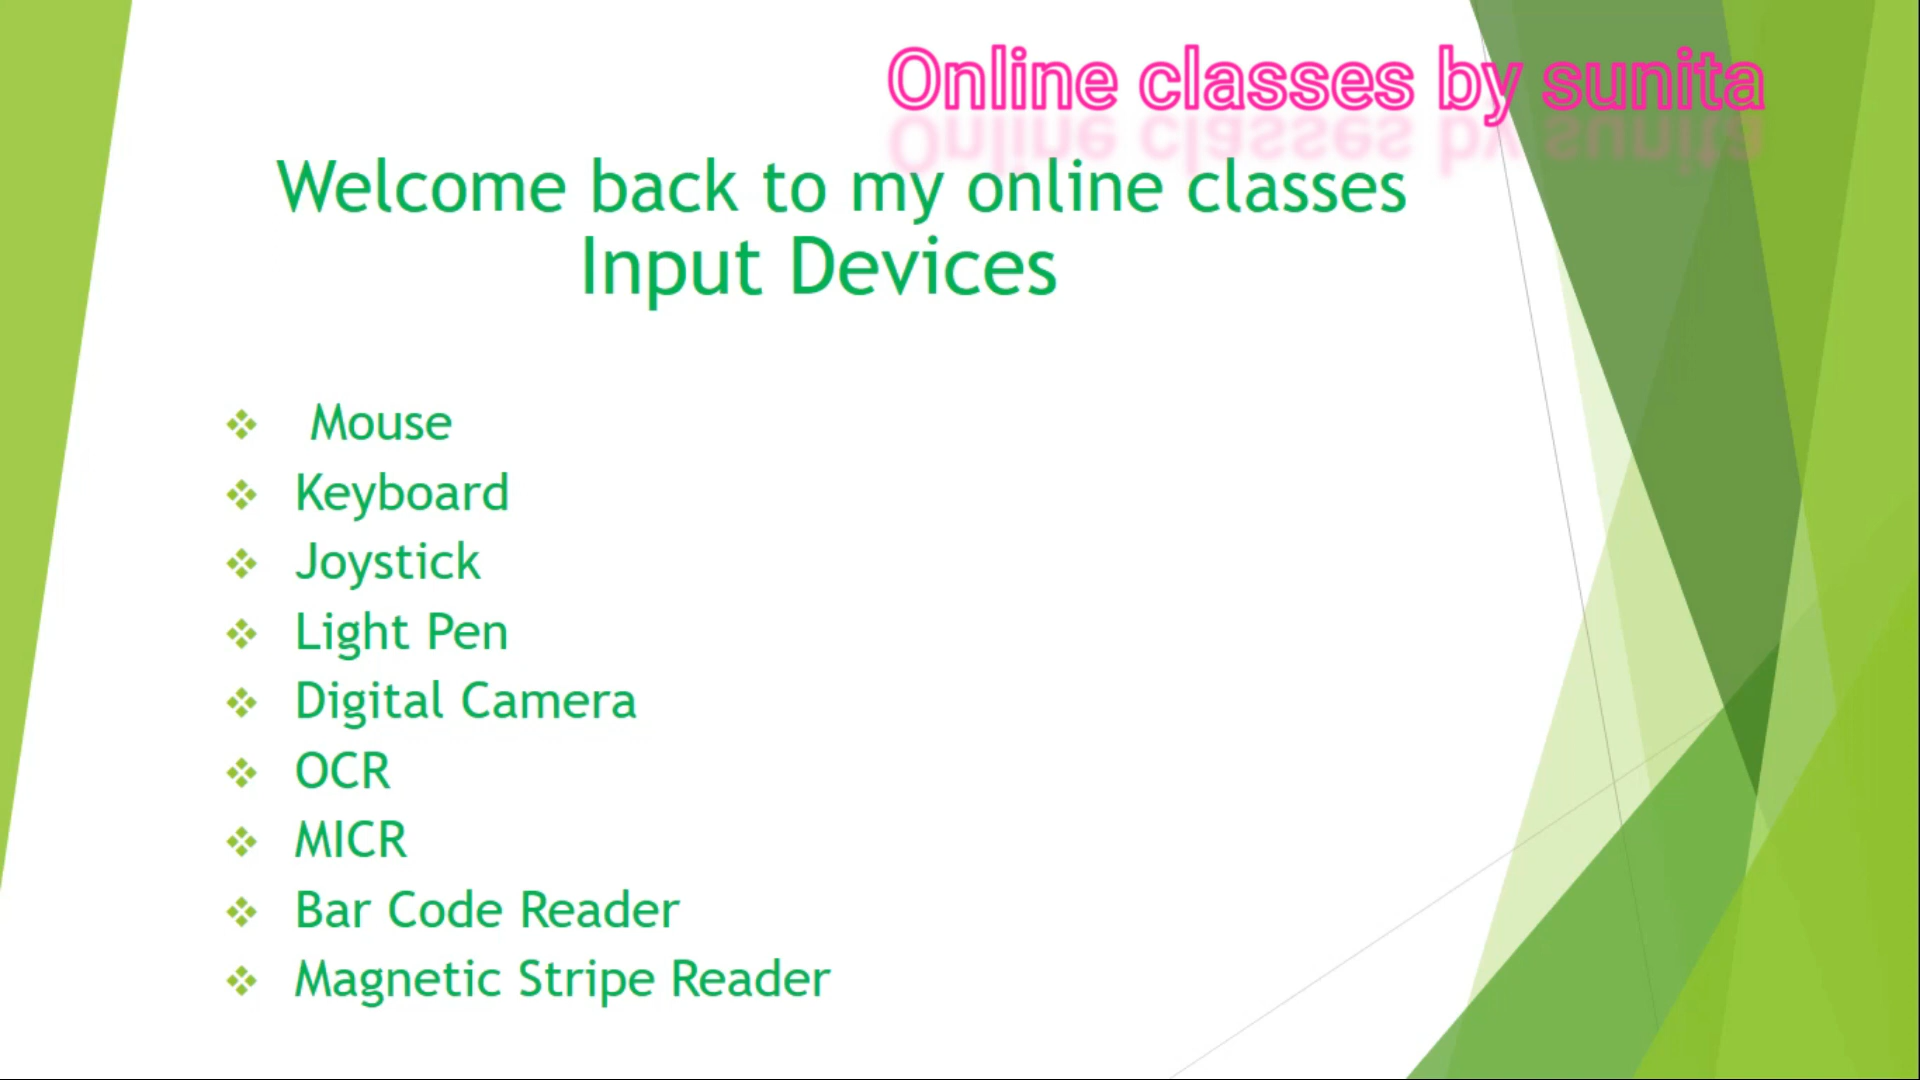 Online classes by sunita
Welcome back to my online classes
Input Devices
Mouse
Keyboard
Joystick
Light Pen
Digital Camera
OCR
MICR
Bar Code Reader
Magnetic Stripe Reader